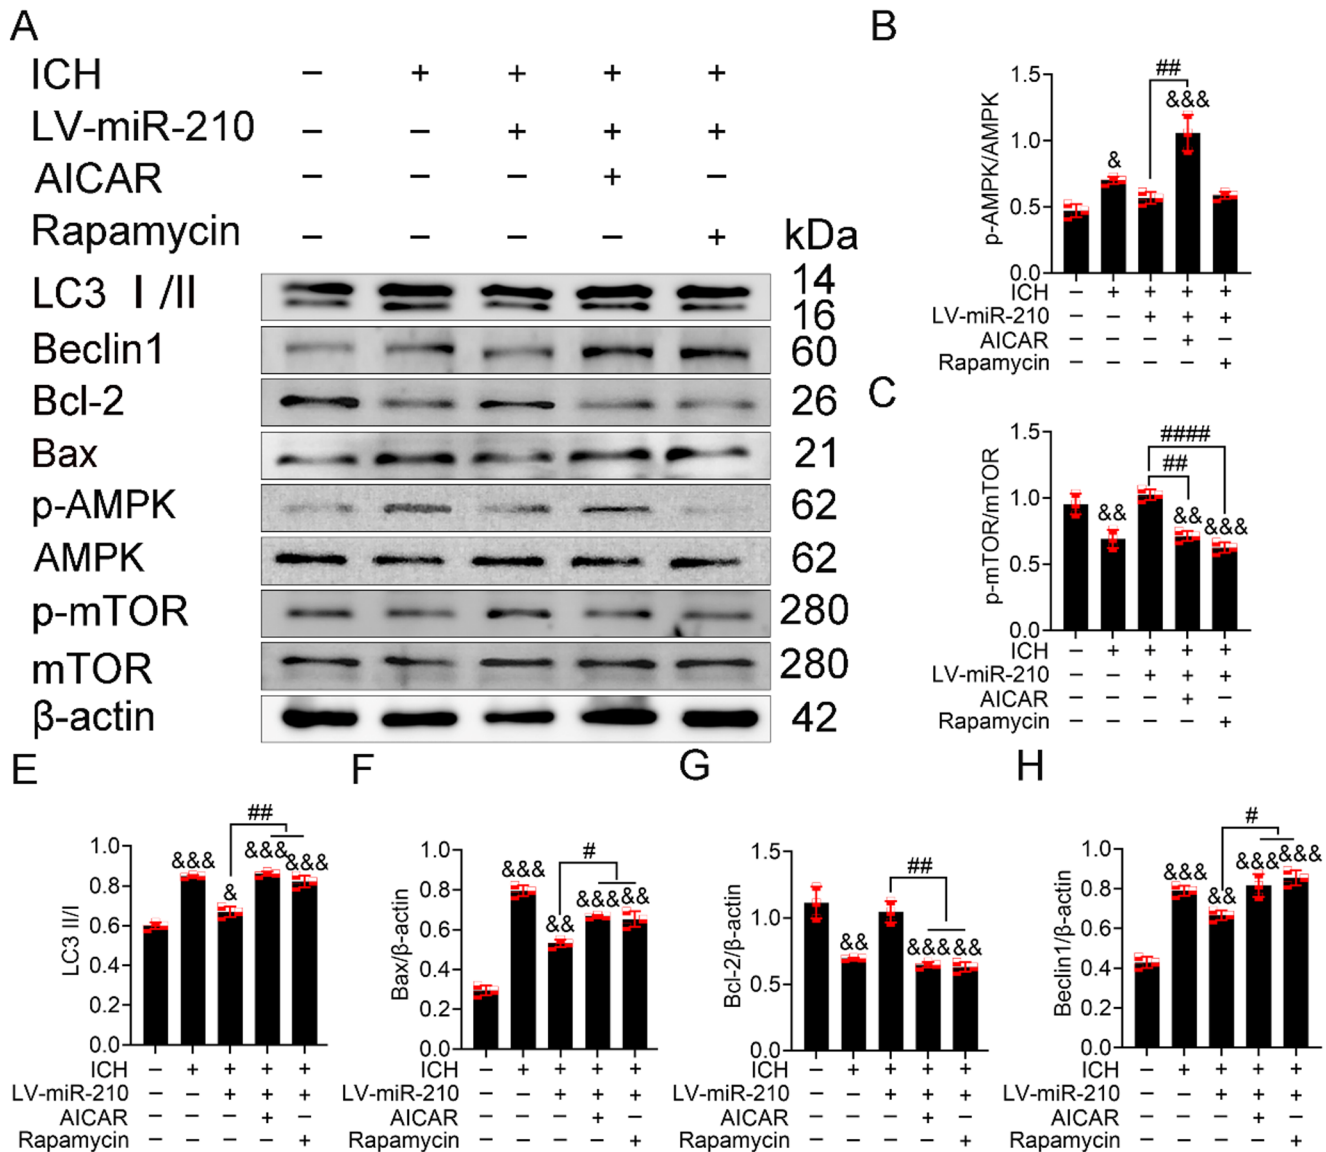 A
ICH − + + + +
LV-miR-210 − − + + +
AICAR − − − + −
Rapamycin − − − − + kDa
LC3 Ⅰ/II 14
16
Beclin1 60
Bcl-2 26
Bax 21
p-AMPK 62
AMPK 62
p-mTOR 280
mTOR 280
β-actin 42
B
p-AMPK/AMPK
1.5
1.0
0.5
0.0
##
&&&
&
ICH − + + + +
LV-miR-210 − − + + +
AICAR − − − + −
Rapamycin − − − − +
C
p-mTOR/mTOR
1.5
1.0
0.5
0.0
####
##
&& && &&&
ICH − + + + +
LV-miR-210 − − + + +
AICAR − − − + −
Rapamycin − − − − +
E
LC3 II/I
1.0
0.8
0.6
0.4
0.2
0.0
##
&&& & &&& &&&
ICH − + + + +
LV-miR-210 − − + + +
AICAR − − − + −
Rapamycin − − − − +
F
Bax/β-actin
1.0
0.8
0.6
0.4
0.2
0.0
#
&&& && &&& &&
ICH − + + + +
LV-miR-210 − − + + +
AICAR − − − + −
Rapamycin − − − − +
G
Bcl-2/β-actin
1.5
1.0
0.5
0.0
##
&& &&& &&
ICH − + + + +
LV-miR-210 − − + + +
AICAR − − − + −
Rapamycin − − − − +
H
Beclin1/β-actin
1.0
0.8
0.6
0.4
0.2
0.0
#
&&& && &&& &&&
ICH − + + + +
LV-miR-210 − − + + +
AICAR − − − + −
Rapamycin − − − − +